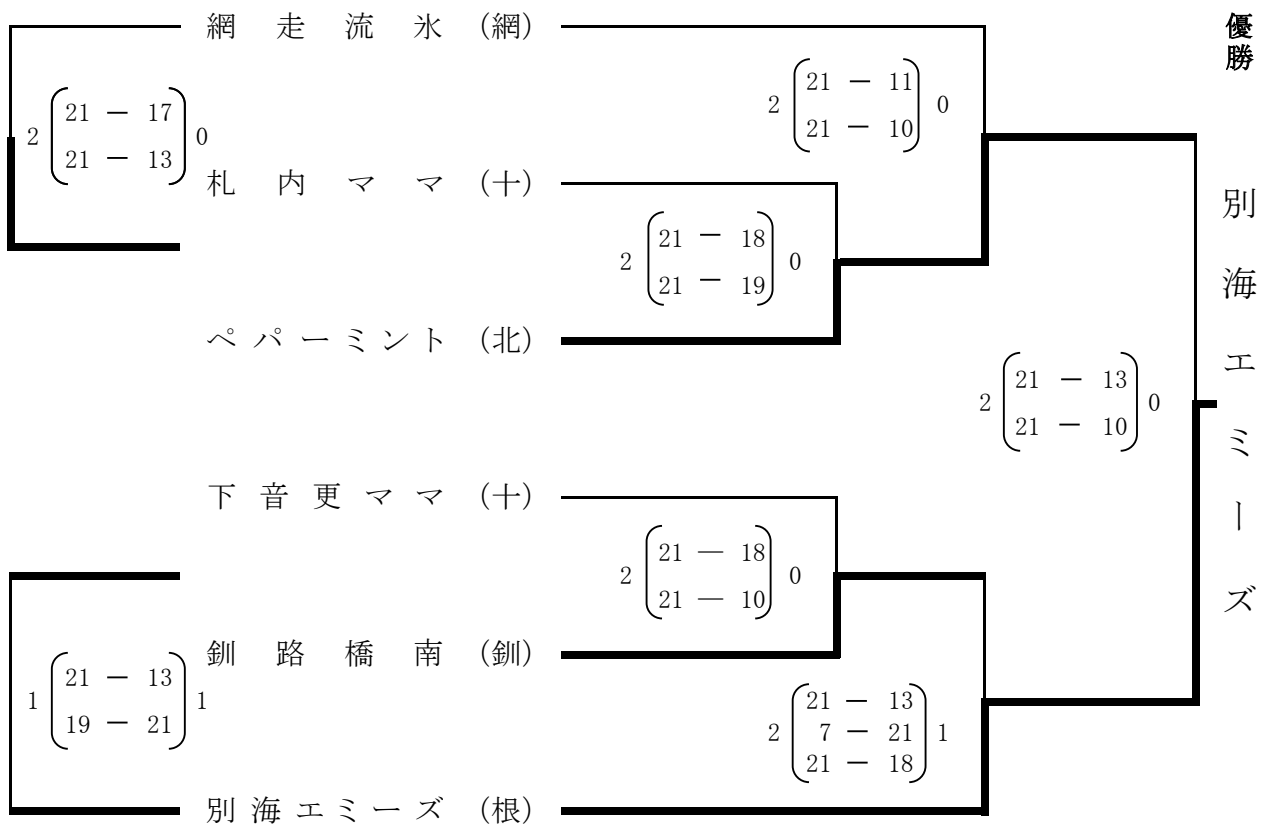 網走流氷 (網)
優勝
2 21 － 17 0
21 － 13
2 21 － 11 0
21 － 10
札内ママ (十)
2 21 － 18 0
21 － 19
ペパーミント (北)
別海エミーズ
2 21 － 13 0
21 － 10
下音更ママ (十)
2 21 － 18 0
21 － 10
釧路橋南 (釧)
1 21 － 13 1
19 － 21
2 21 － 13 1
7 － 21
21 － 18
別海エミーズ (根)